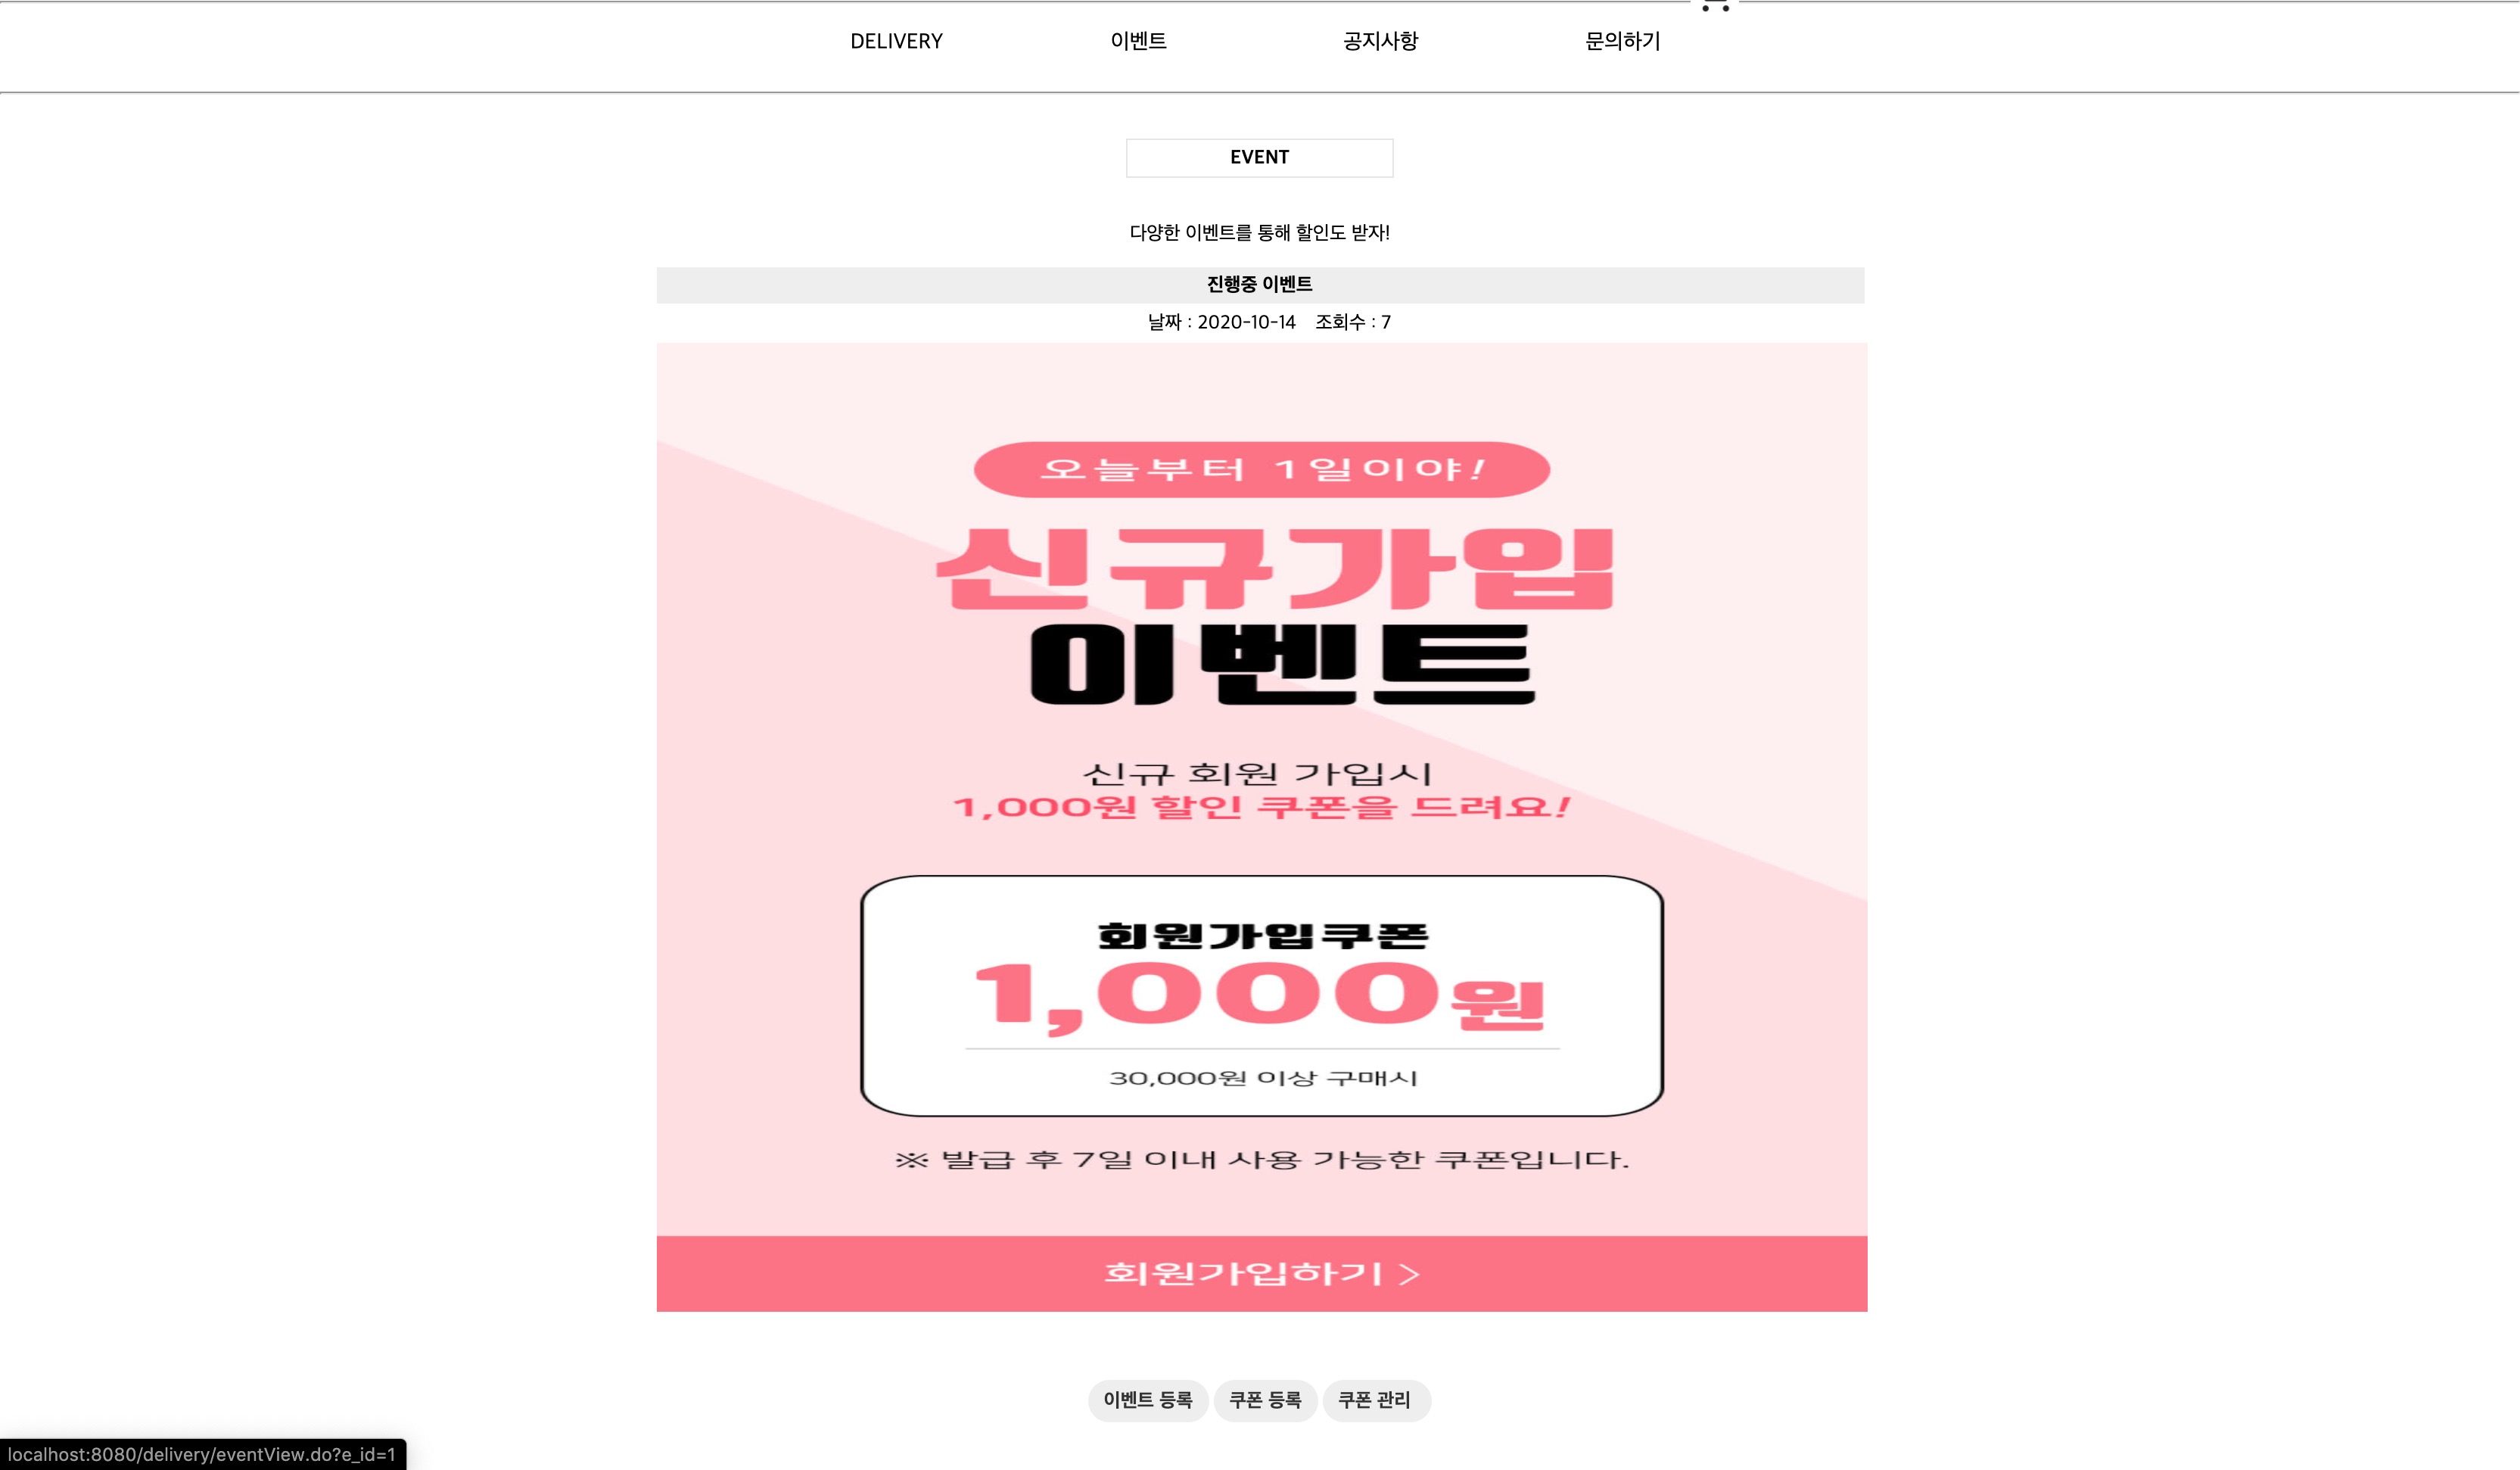 DELIVERY 이벤트 공지사항 문의하기
EVENT
다양한 이벤트를 통해 할인도 받자!
진행중 이벤트
날짜 : 2020-10-14 조회수 : 7
오늘부터 1일이야!
신규가입
이벤트
신규 회원 가입시
1,000원 할인 쿠폰을 드려요!
회원가입쿠폰
1,000원
30,000원 이상 구매시
※ 발급 후 7일 이내 사용 가능한 쿠폰입니다.
회원가입하기 >
이벤트 등록 쿠폰 등록 쿠폰 관리
localhost:8080/delivery/eventView.do?e_id=1